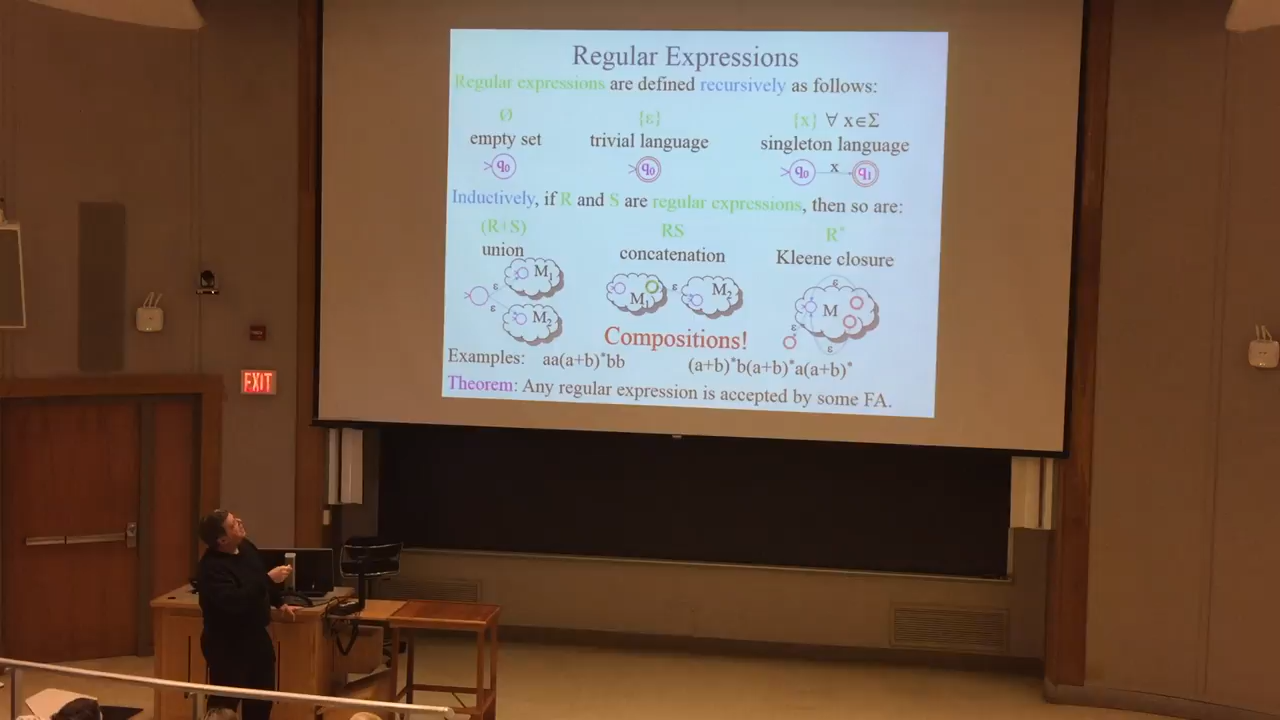 Regular Expressions
Regular expressions are defined recursively as follows:
Ø {ε} {x} ∀ x∈Σ
empty set trivial language singleton language
q₀ q₀ q₀ x q₁
Inductively, if R and S are regular expressions, then so are:
(R+S) RS R*
union concatenation Kleene closure
ε ε M₁ M₂ M₁ ε M₂ ε M ε ε
Compositions!
Examples: aa(a+b)*bb (a+b)*b(a+b)*a(a+b)*
Theorem: Any regular expression is accepted by some FA.
EXIT